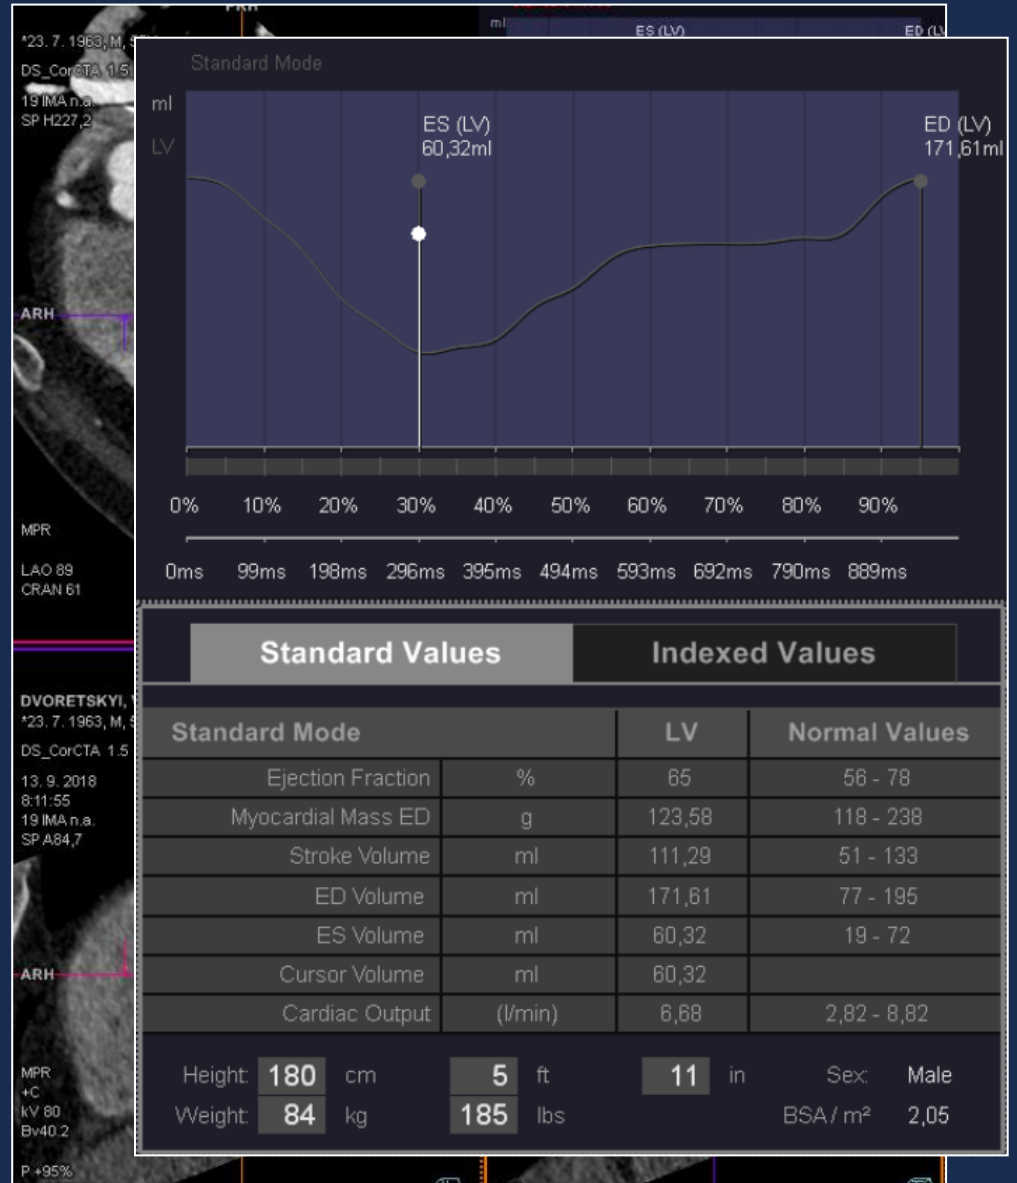 *23. 7. 1963, M,
DS_CorCTA 1.5
19 IMA n.a.
SP H227,2
ARH
MPR
LAO 89
CRAN 61
ml
ES (LV)
Standard Mode
ml
LV
ES (LV)
60,32ml
ED (LV)
171,61ml
0% 10% 20% 30% 40% 50% 60% 70% 80% 90%
0ms 99ms 198ms 296ms 395ms 494ms 593ms 692ms 790ms 889ms
Standard Values Indexed Values
Standard Mode LV Normal Values
Ejection Fraction % 65 56 - 78
Myocardial Mass ED g 123,58 118 - 238
Stroke Volume ml 111,29 51 - 133
ED Volume ml 171,61 77 - 195
ES Volume ml 60,32 19 - 72
Cursor Volume ml 60,32
Cardiac Output (l/min) 6,68 2,82 - 8,82
Height: 180 cm 5 ft 11 in Sex: Male
Weight: 84 kg 185 lbs BSA / m² 2,05
DVORETSKYI,
*23. 7. 1963, M,
DS_CorCTA 1.5
13. 9. 2018
8:11:55
19 IMA n.a.
SP A84,7
ARH
MPR
+C
kV 80
Bv40.2
P +95%